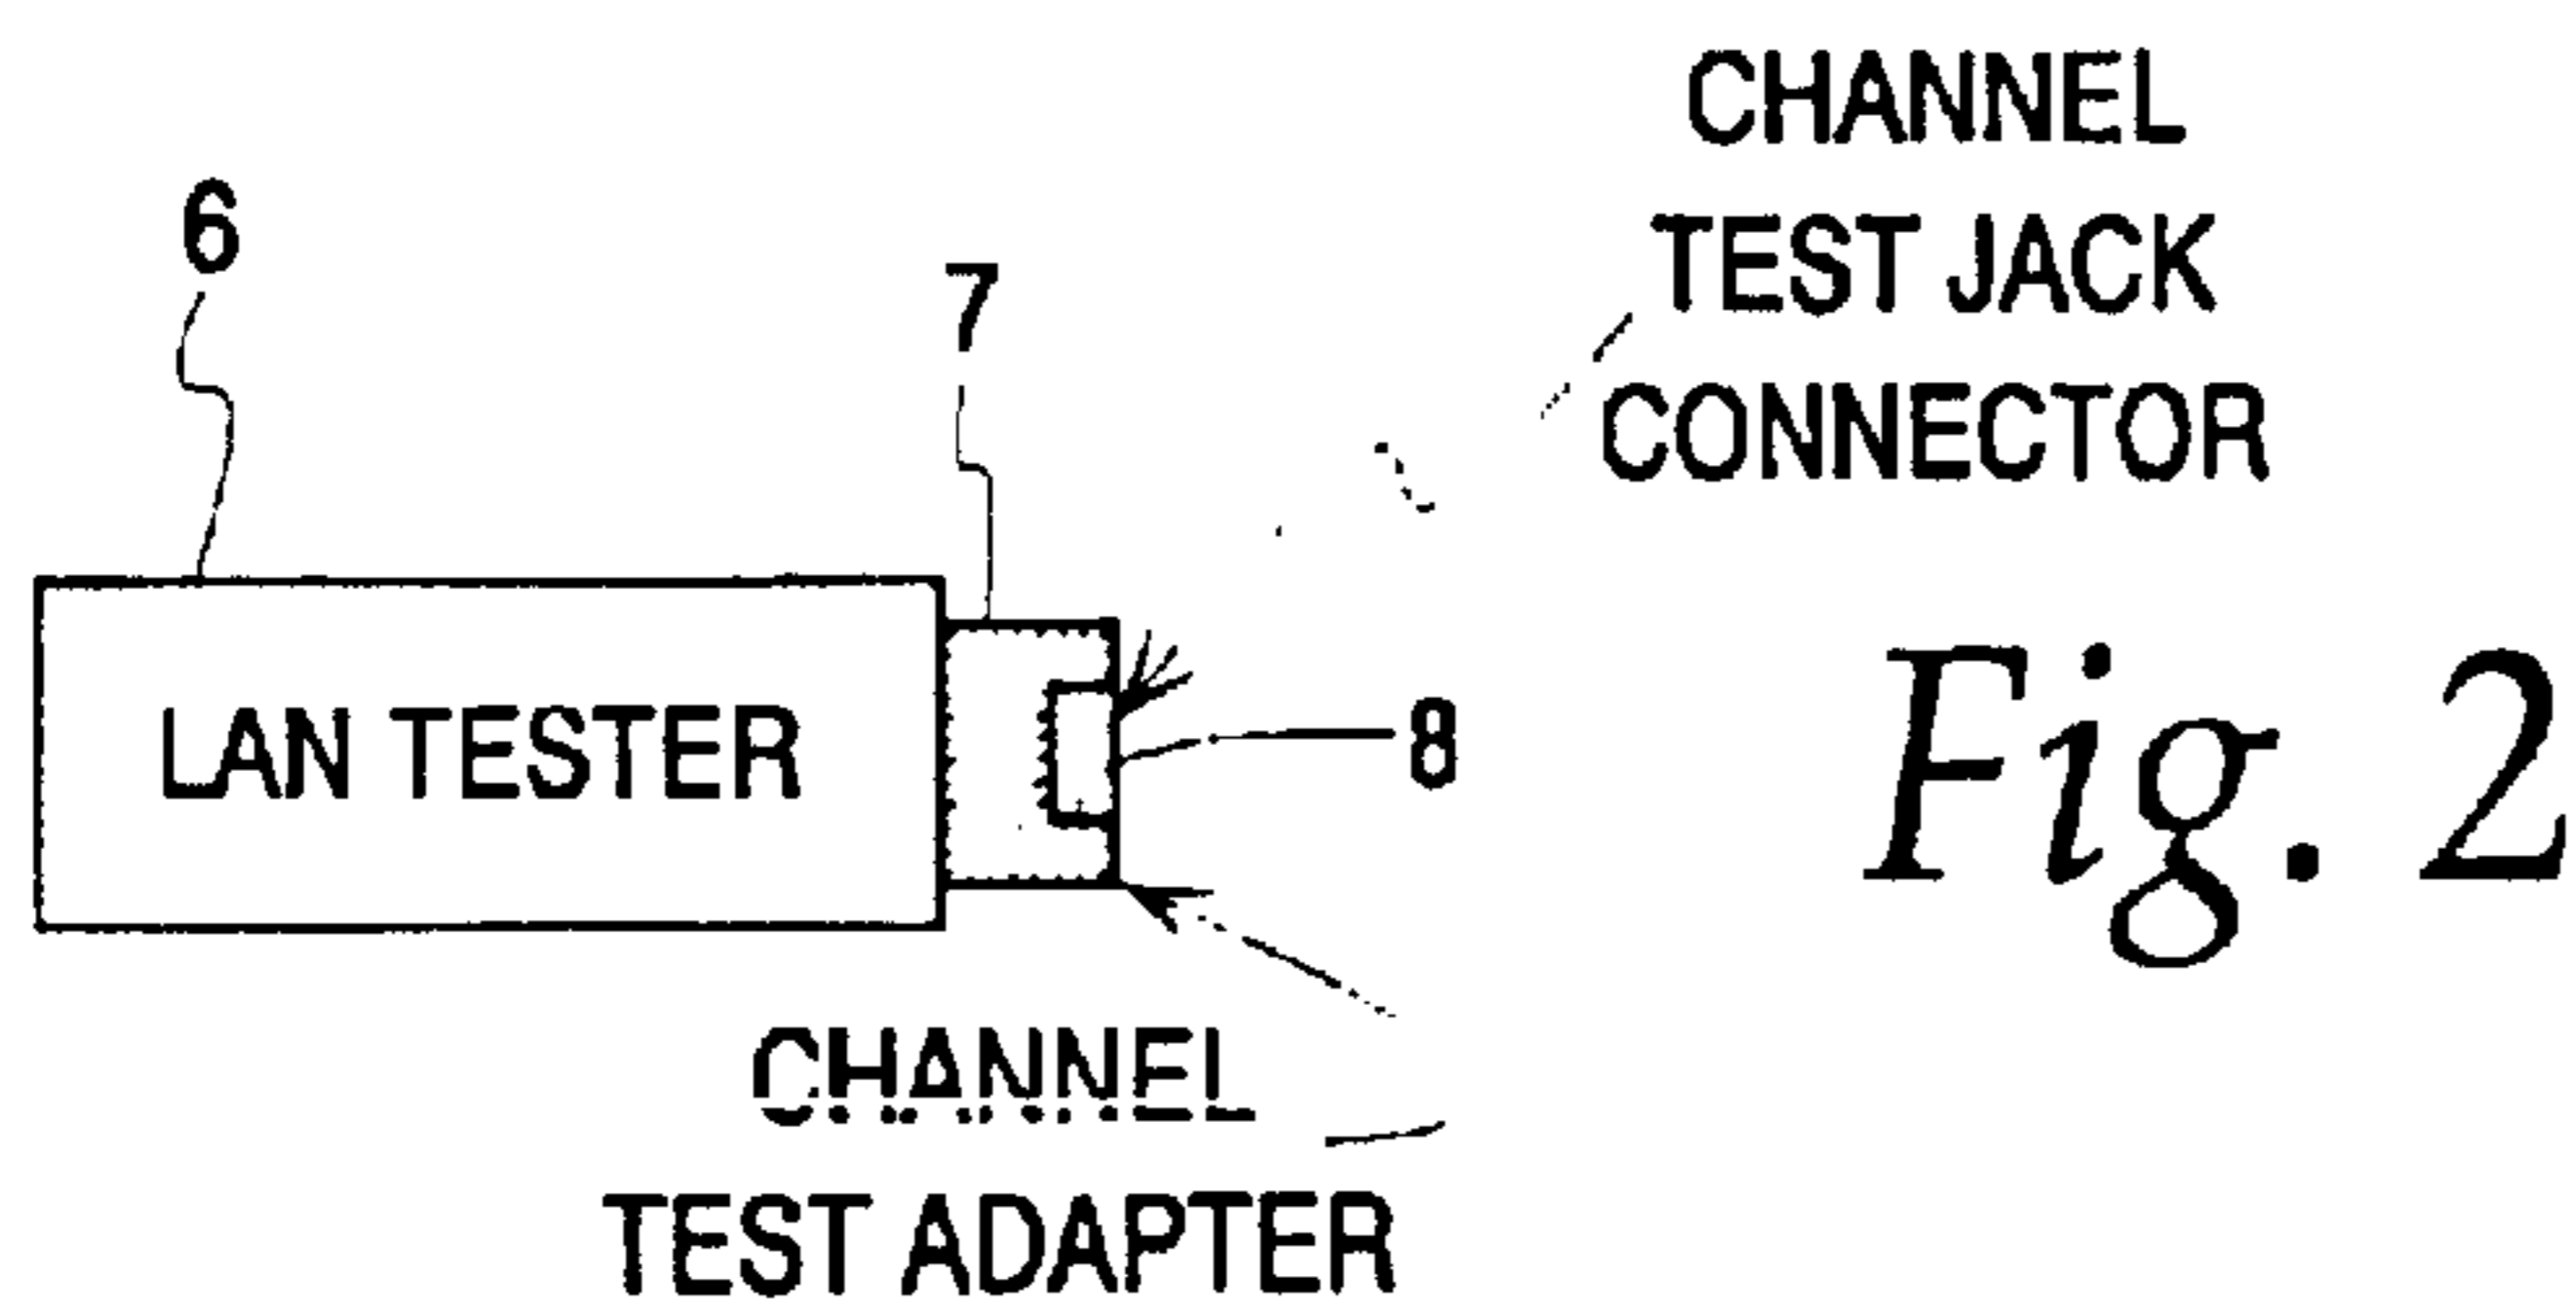 CHANNEL
TEST JACK
CONNECTOR
6
7
LAN TESTER
8
Fig. 2
CHANNEL
TEST ADAPTER